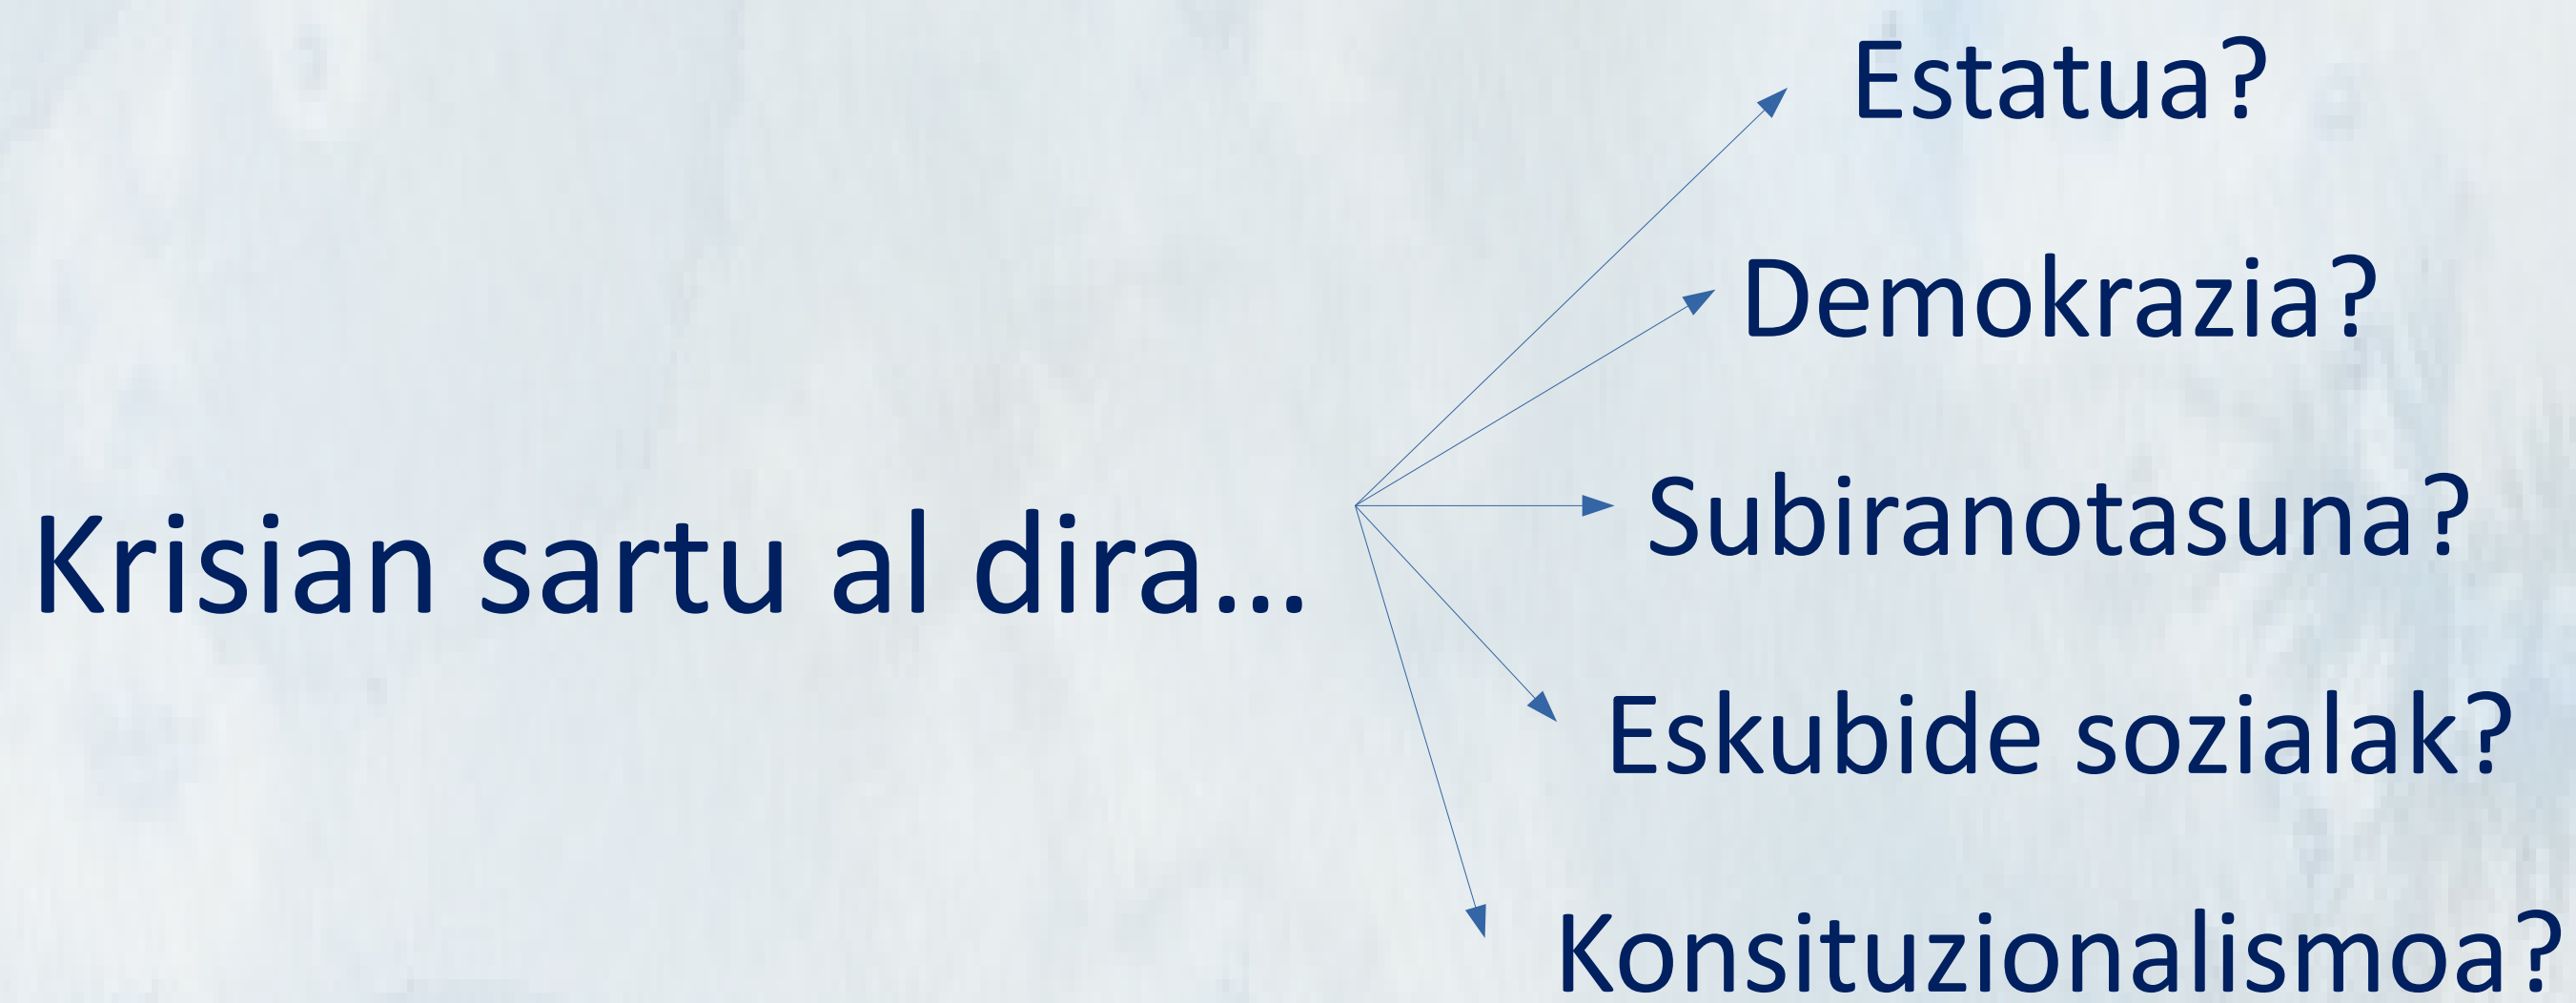 Krisian sartu al dira...
Estatua?
Demokrazia?
Subiranotasuna?
Eskubide sozialak?
Konsituzionalismoa?